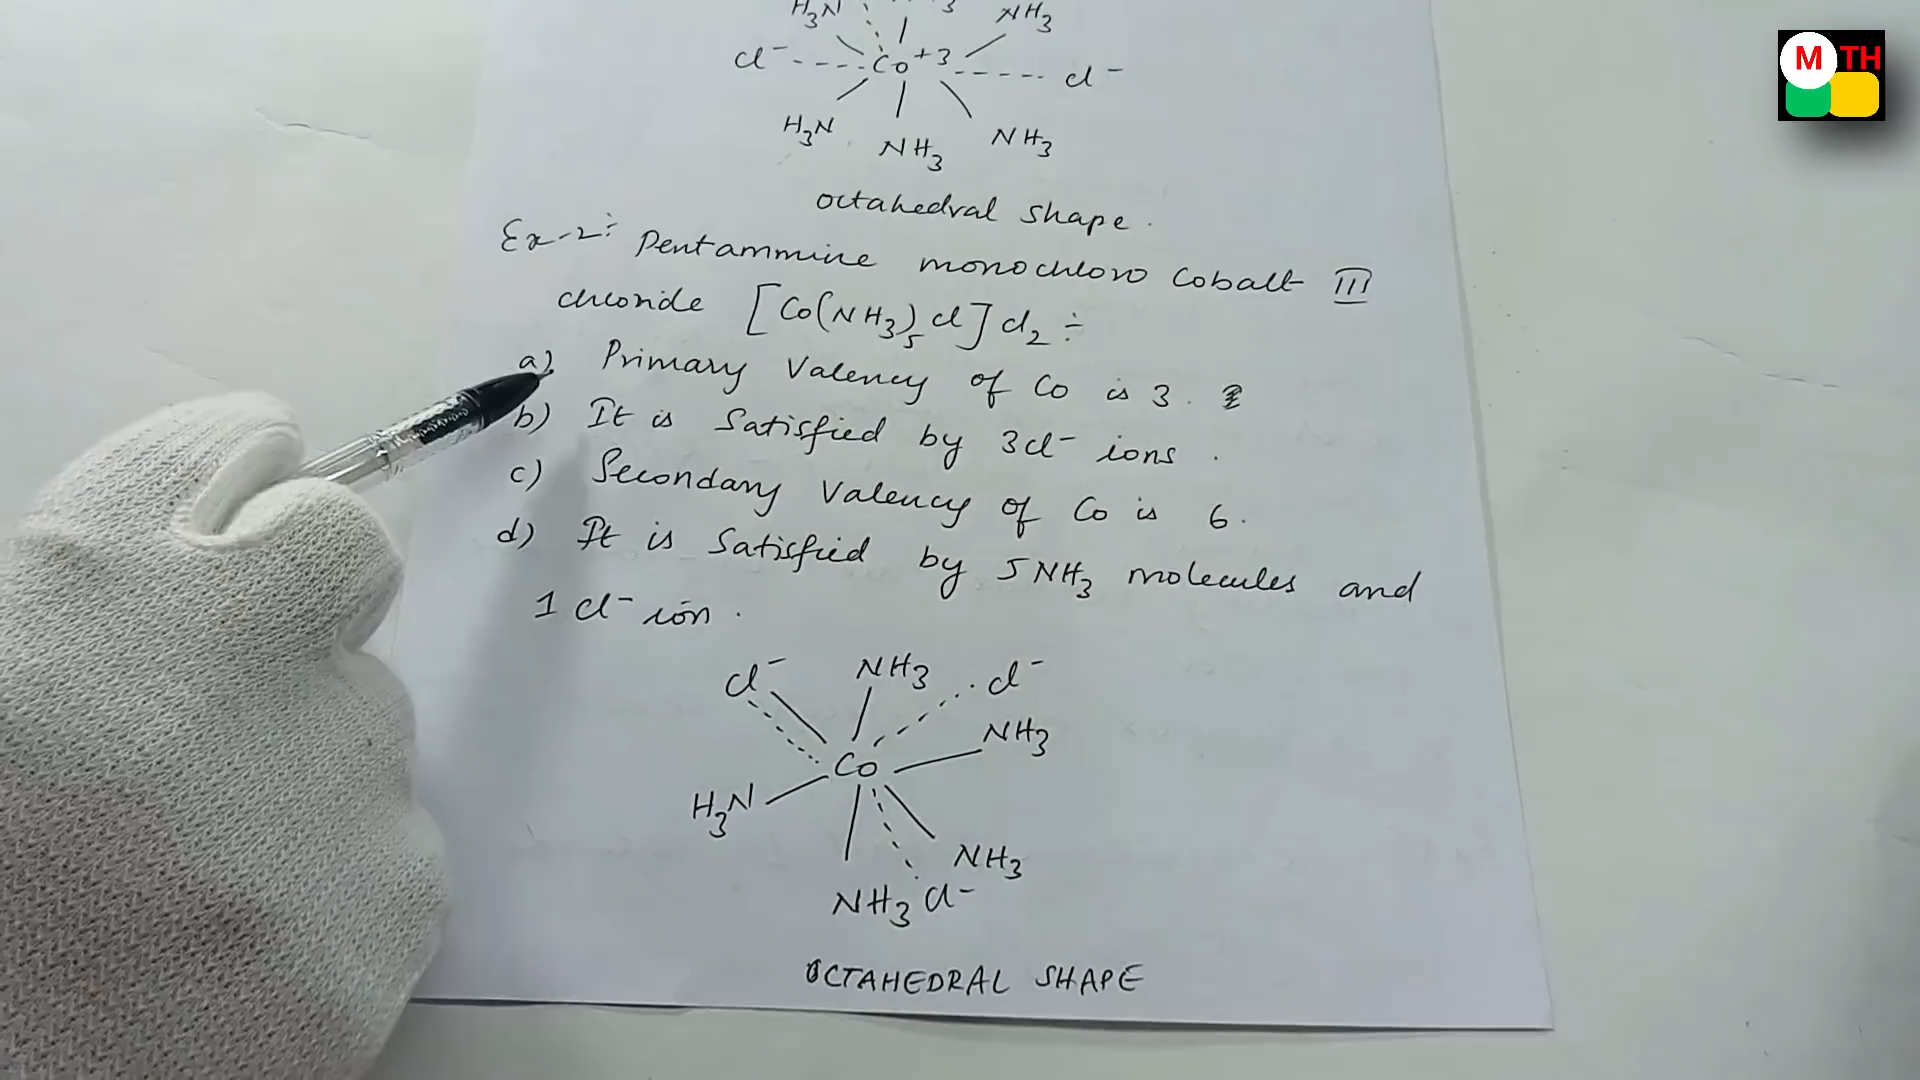 H3N NH3
Cl⁻ Co⁺³ Cl⁻
H3N NH3 NH3
octahedral shape.
Ex-2÷ Pentammine monochloro Cobalt III
chloride [Co(NH3)5Cl]Cl2÷
a). Primary Valency of Co is 3.
b) It is Satisfied by 3Cl⁻ ions.
c) Secondary Valency of Co is 6.
d) It is Satisfied by 5NH3 molecules and
1 Cl⁻ ion.
Cl⁻ NH3 Cl⁻
NH3
Co
H3N
NH3
NH3 Cl⁻
OCTAHEDRAL SHAPE
M TH